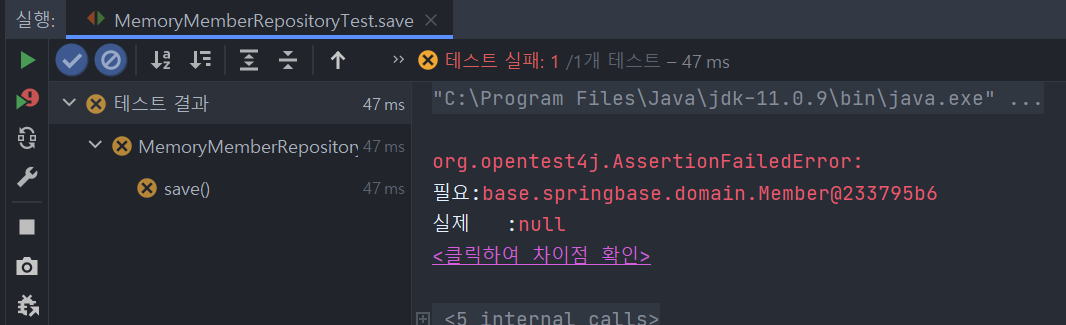 실행: MemoryMemberRepositoryTest.save
테스트 실패: 1 /1개 테스트 – 47 ms
테스트 결과 47 ms
MemoryMemberRepository 47 ms
save() 47 ms
"C:\Program Files\Java\jdk-11.0.9\bin\java.exe" ...
org.opentest4j.AssertionFailedError:
필요:base.springbase.domain.Member@233795b6
실제 :null
<클릭하여 차이점 확인>
<5 internal calls>